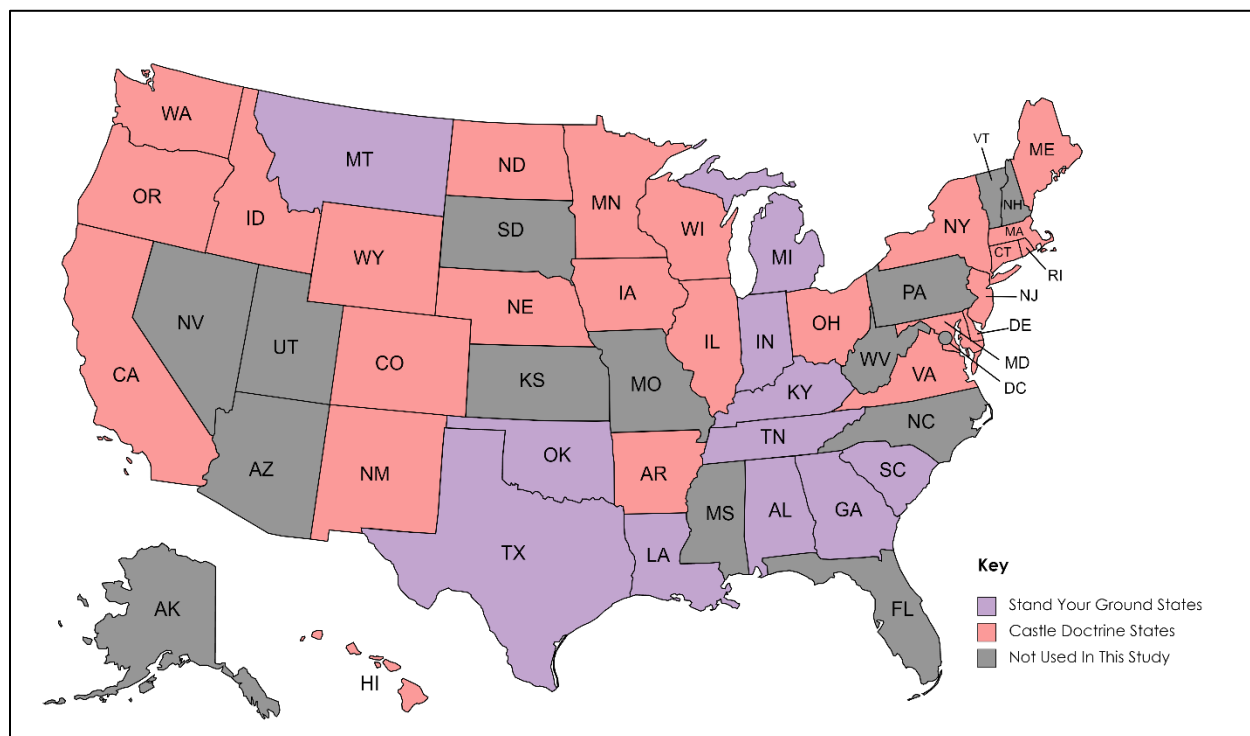 WA
MT
ND
MN
VT
ME
OR
ID
SD
WI
NH
NY
MA
WY
MI
CT
RI
IA
NE
PA
NJ
NV
OH
DE
UT
IL
IN
CA
CO
WV
MD
KS
MO
VA
DC
KY
NC
TN
OK
AZ
NM
AR
SC
MS
AL
GA
TX
LA
Key
AK
FL
Stand Your Ground States
Castle Doctrine States
Not Used In This Study
HI